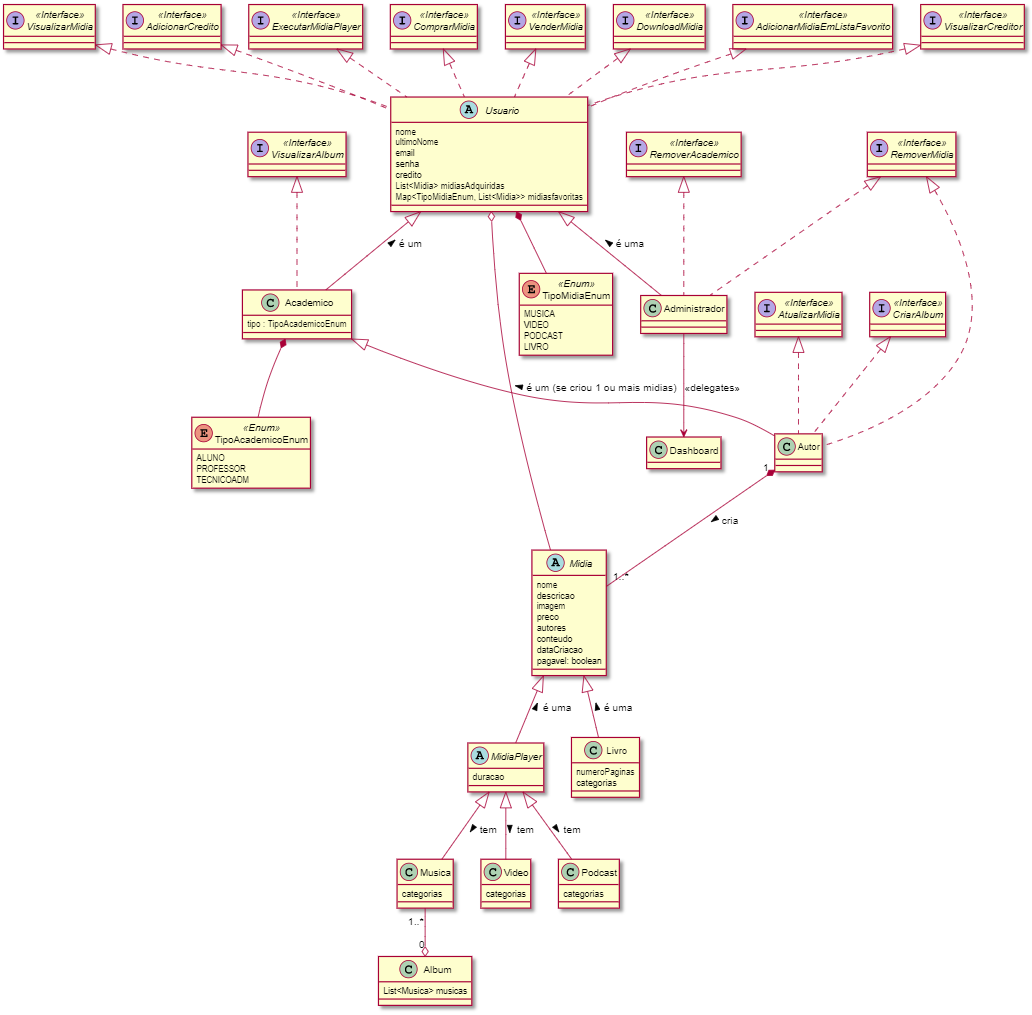 «Interface»
VisualizarMidia
«Interface»
AdicionarCredito
«Interface»
ExecutarMidiaPlayer
«Interface»
ComprarMidia
«Interface»
VenderMidia
«Interface»
DownloadMidia
«Interface»
AdicionarMidiaEmListaFavorito
«Interface»
VisualizarCreditor
A Usuario
nome
ultimoNome
email
senha
credito
List<Midia> midiasAdquiridas
Map<TipoMidiaEnum, List<Midia>> midiasfavoritas
«Interface»
VisualizarAlbum
«Interface»
RemoverAcademico
«Interface»
RemoverMidia
é um
é uma
C Academico
tipo : TipoAcademicoEnum
«Enum»
TipoMidiaEnum
MUSICA
VIDEO
PODCAST
LIVRO
C Administrador
«Interface»
AtualizarMidia
«Interface»
CriarAlbum
é um (se criou 1 ou mais midias)
«delegates»
«Enum»
TipoAcademicoEnum
ALUNO
PROFESSOR
TECNICOADM
C Dashboard
C Autor
1
cria
1..*
A Midia
nome
descricao
imagem
preco
autores
conteudo
dataCriacao
pagavel: boolean
é uma
é uma
A MidiaPlayer
duracao
C Livro
numeroPaginas
categorias
tem
tem
tem
C Musica
categorias
C Video
categorias
C Podcast
categorias
1..*
0
C Album
List<Musica> musicas